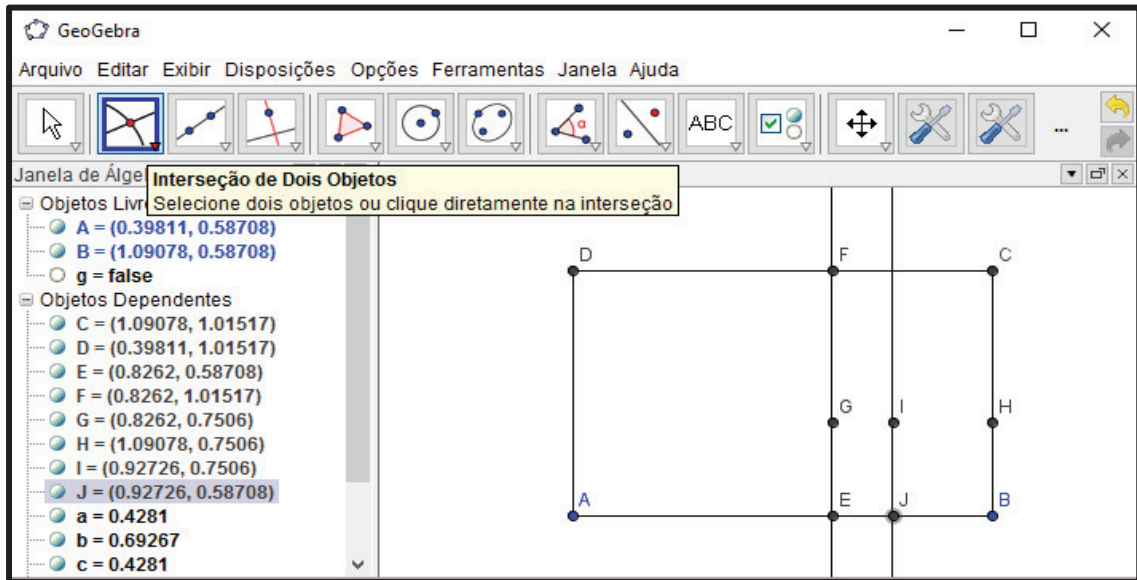 GeoGebra
Arquivo Editar Exibir Disposições Opções Ferramentas Janela Ajuda
ABC
α
...
Janela de Álge
Interseção de Dois Objetos
Selecione dois objetos ou clique diretamente na interseção
Objetos Livr
A = (0.39811, 0.58708)
B = (1.09078, 0.58708)
g = false
Objetos Dependentes
C = (1.09078, 1.01517)
D = (0.39811, 1.01517)
E = (0.8262, 0.58708)
F = (0.8262, 1.01517)
G = (0.8262, 0.7506)
H = (1.09078, 0.7506)
I = (0.92726, 0.7506)
J = (0.92726, 0.58708)
a = 0.4281
b = 0.69267
c = 0.4281
D F C
G I H
A E J B